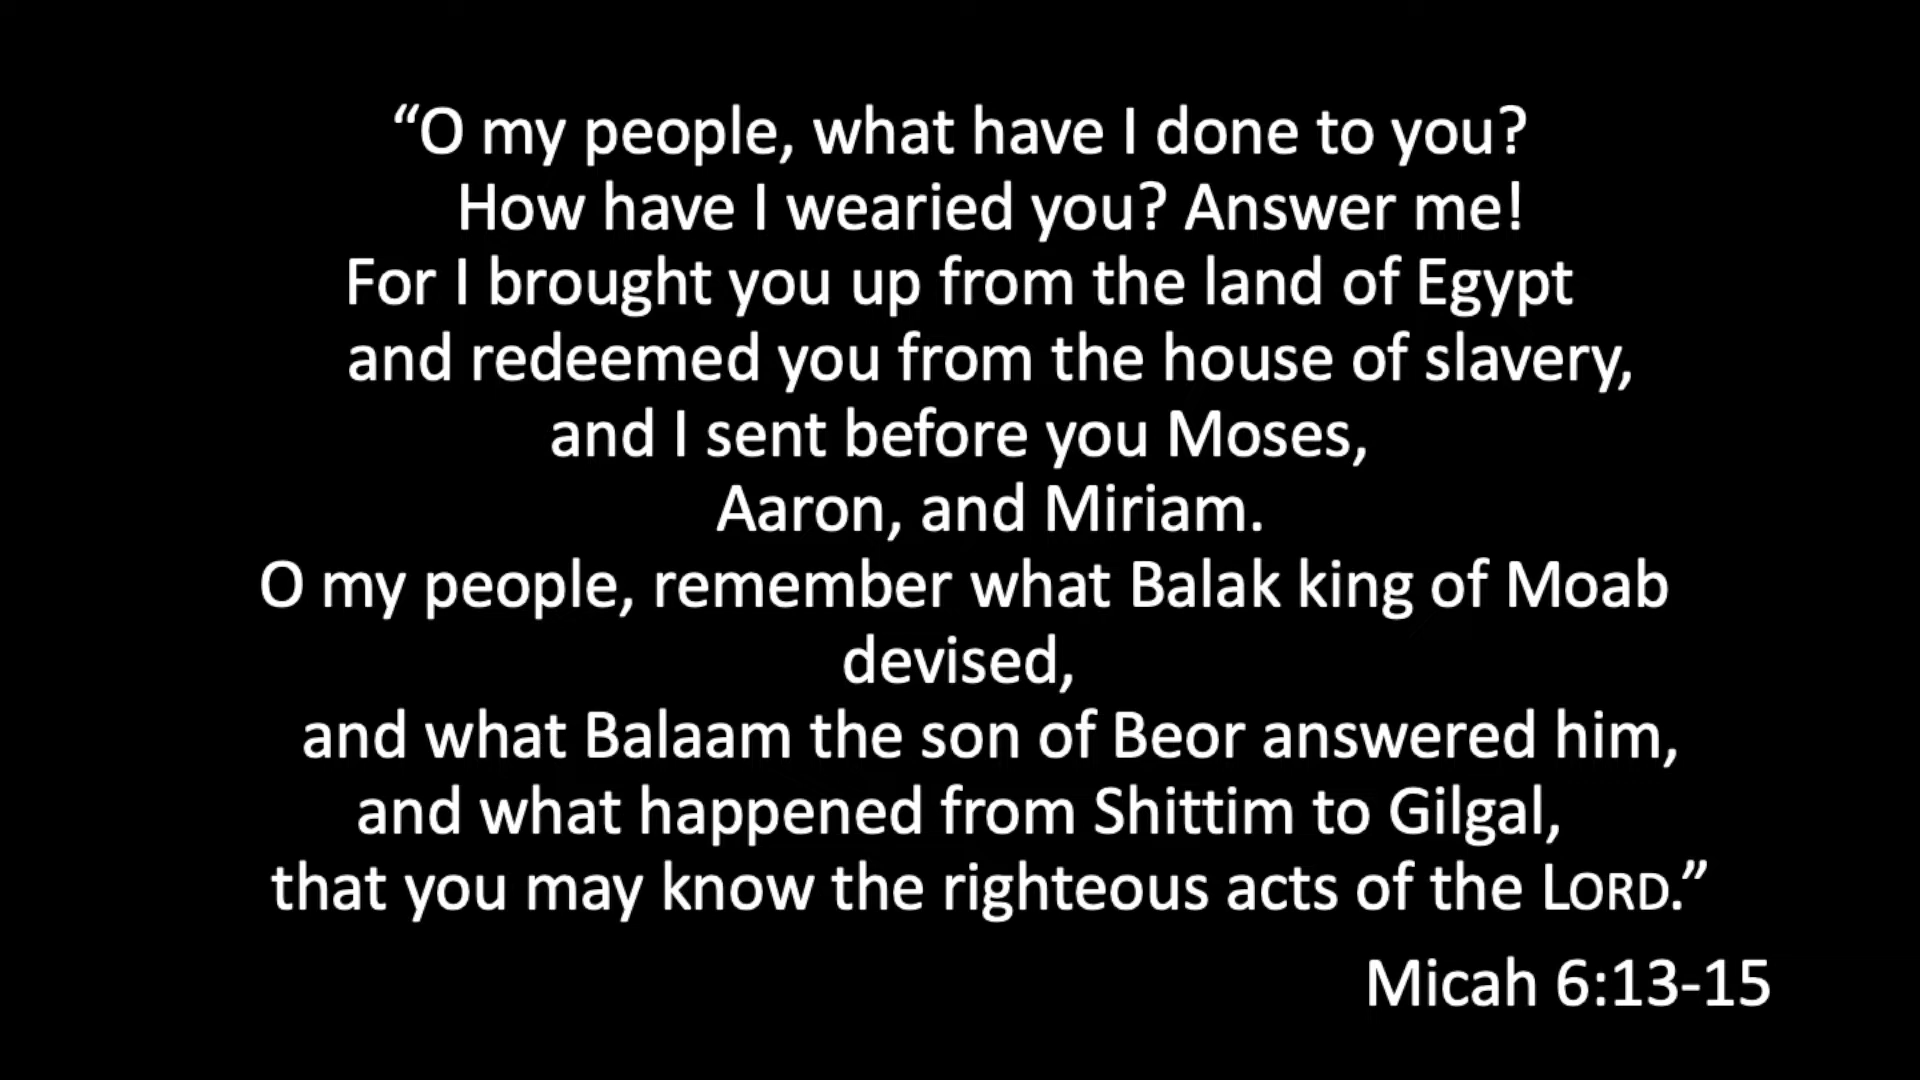 “O my people, what have I done to you?
How have I wearied you? Answer me!
For I brought you up from the land of Egypt
and redeemed you from the house of slavery,
and I sent before you Moses,
Aaron, and Miriam.
O my people, remember what Balak king of Moab
devised,
and what Balaam the son of Beor answered him,
and what happened from Shittim to Gilgal,
that you may know the righteous acts of the LORD.”
Micah 6:13-15